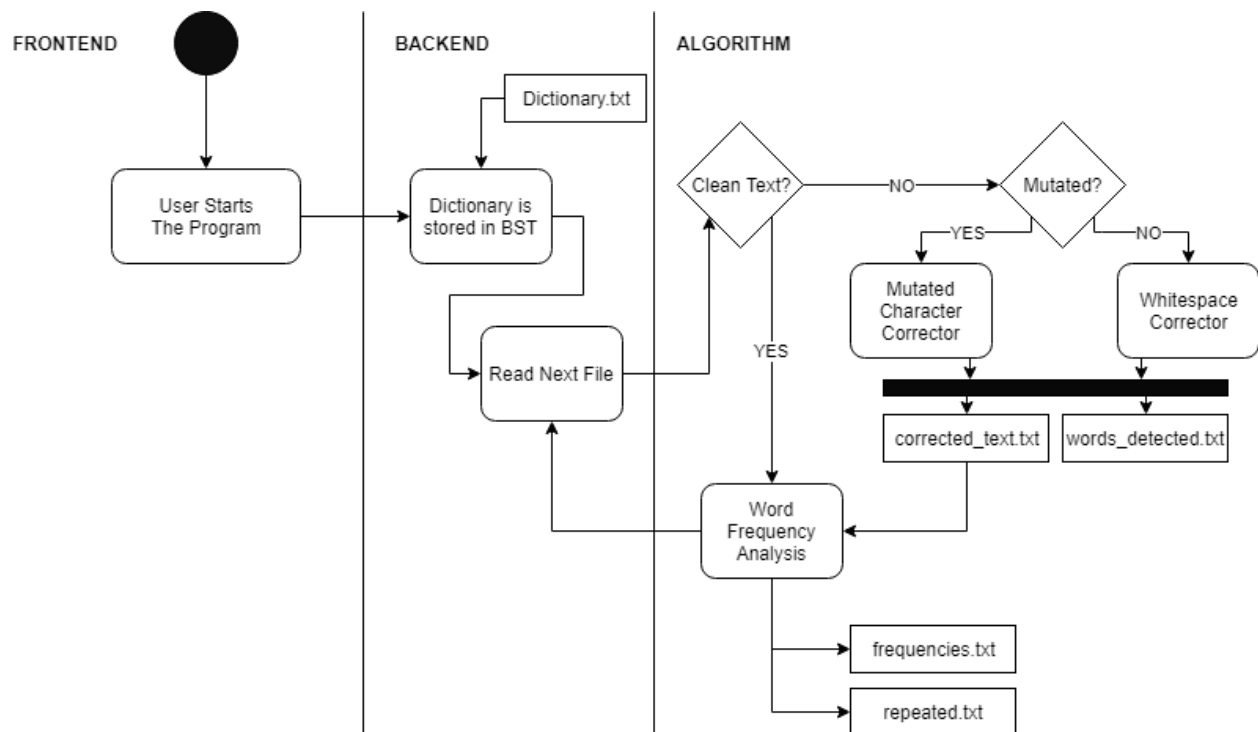 FRONTEND
BACKEND
ALGORITHM
Dictionary.txt
User Starts
The Program
Dictionary is
stored in BST
Clean Text?
NO
Mutated?
YES
NO
Mutated
Character
Corrector
Whitespace
Corrector
Read Next File
YES
corrected_text.txt
words_detected.txt
Word
Frequency
Analysis
frequencies.txt
repeated.txt